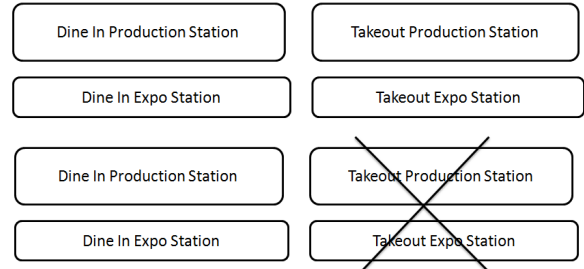 Dine In Production Station
Takeout Production Station
Dine In Expo Station
Takeout Expo Station
Dine In Production Station
Takeout Production Station
Dine In Expo Station
Takeout Expo Station